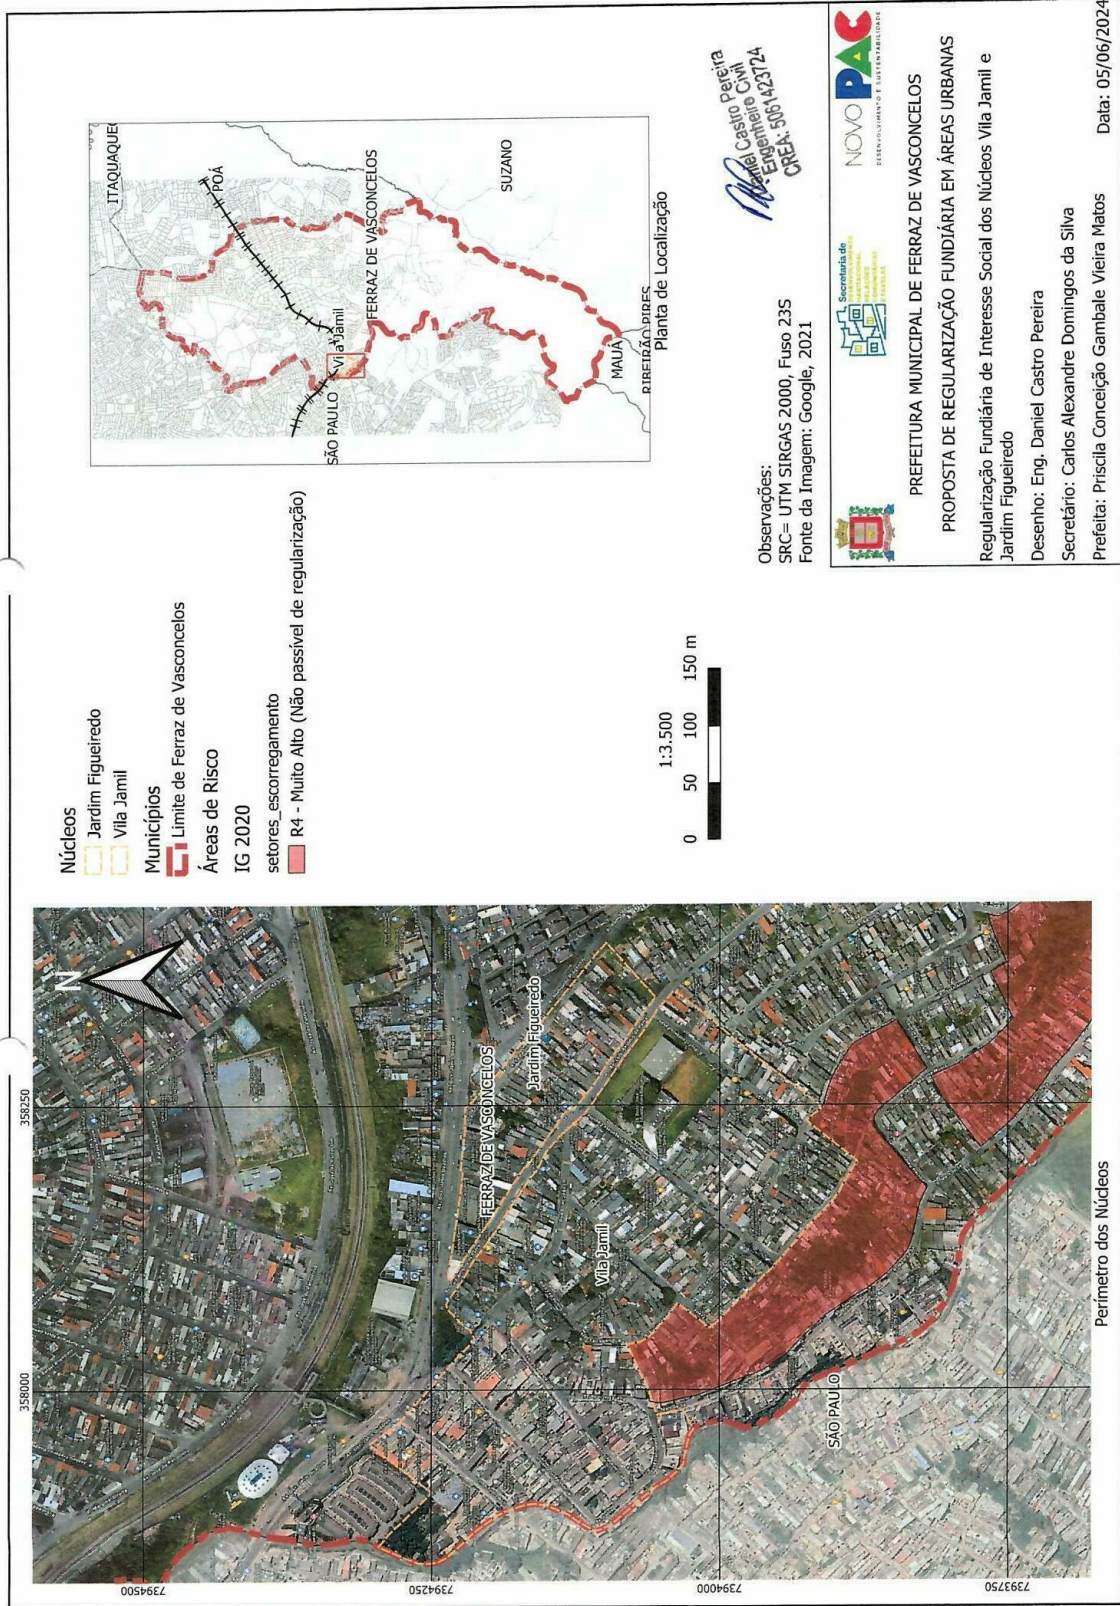 N
358000
358250
7394500
7394250
7394000
7393750
FERRAZ DE VASCONCELOS
Jardim Figueiredo
Vila Jamil
SÃO PAULO
Perímetro dos Núcleos
Núcleos
Jardim Figueiredo
Vila Jamil
Municípios
Limite de Ferraz de Vasconcelos
Áreas de Risco
IG 2020
setores_escorregamento
R4 - Muito Alto (Não passível de regularização)
1:3.500
0 50 100 150 m
ITAQUAQUE
POÁ
SÃO PAULO
Vila Jamil
FERRAZ DE VASCONCELOS
SUZANO
MAUÁ
RIBEIRÃO PIRES
Planta de Localização
Observações:
SRC= UTM SIRGAS 2000, Fuso 23S
Fonte da Imagem: Google, 2021
Daniel Castro Pereira
Engenheiro Civil
CREA: 5061423724
Secretaria de
NOVO PAC
DESENVOLVIMENTO E SUSTENTABILIDADE
PREFEITURA MUNICIPAL DE FERRAZ DE VASCONCELOS
PROPOSTA DE REGULARIZAÇÃO FUNDIÁRIA EM ÁREAS URBANAS
Regularização Fundiária de Interesse Social dos Núcleos Vila Jamil e
Jardim Figueiredo
Desenho: Eng. Daniel Castro Pereira
Secretário: Carlos Alexandre Domingos da Silva
Prefeita: Priscila Conceição Gambale Vieira Matos Data: 05/06/2024